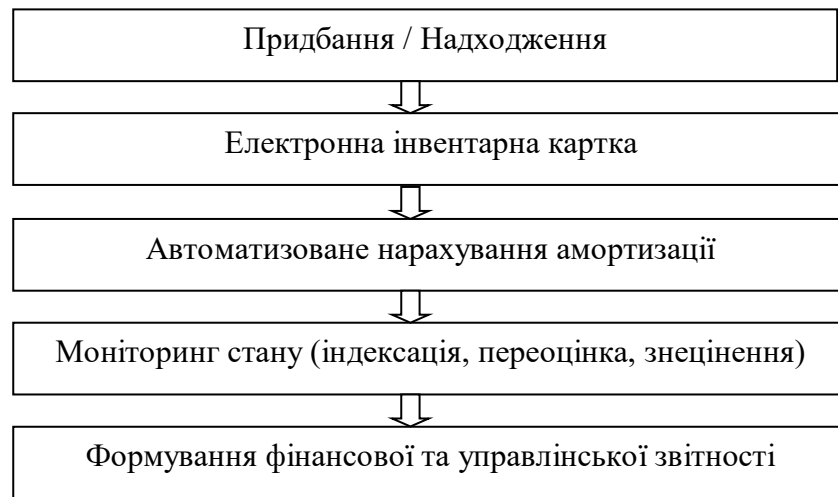 Придбання / Надходження
Електронна інвентарна картка
Автоматизоване нарахування амортизації
Моніторинг стану (індексація, переоцінка, знецінення)
Формування фінансової та управлінської звітності